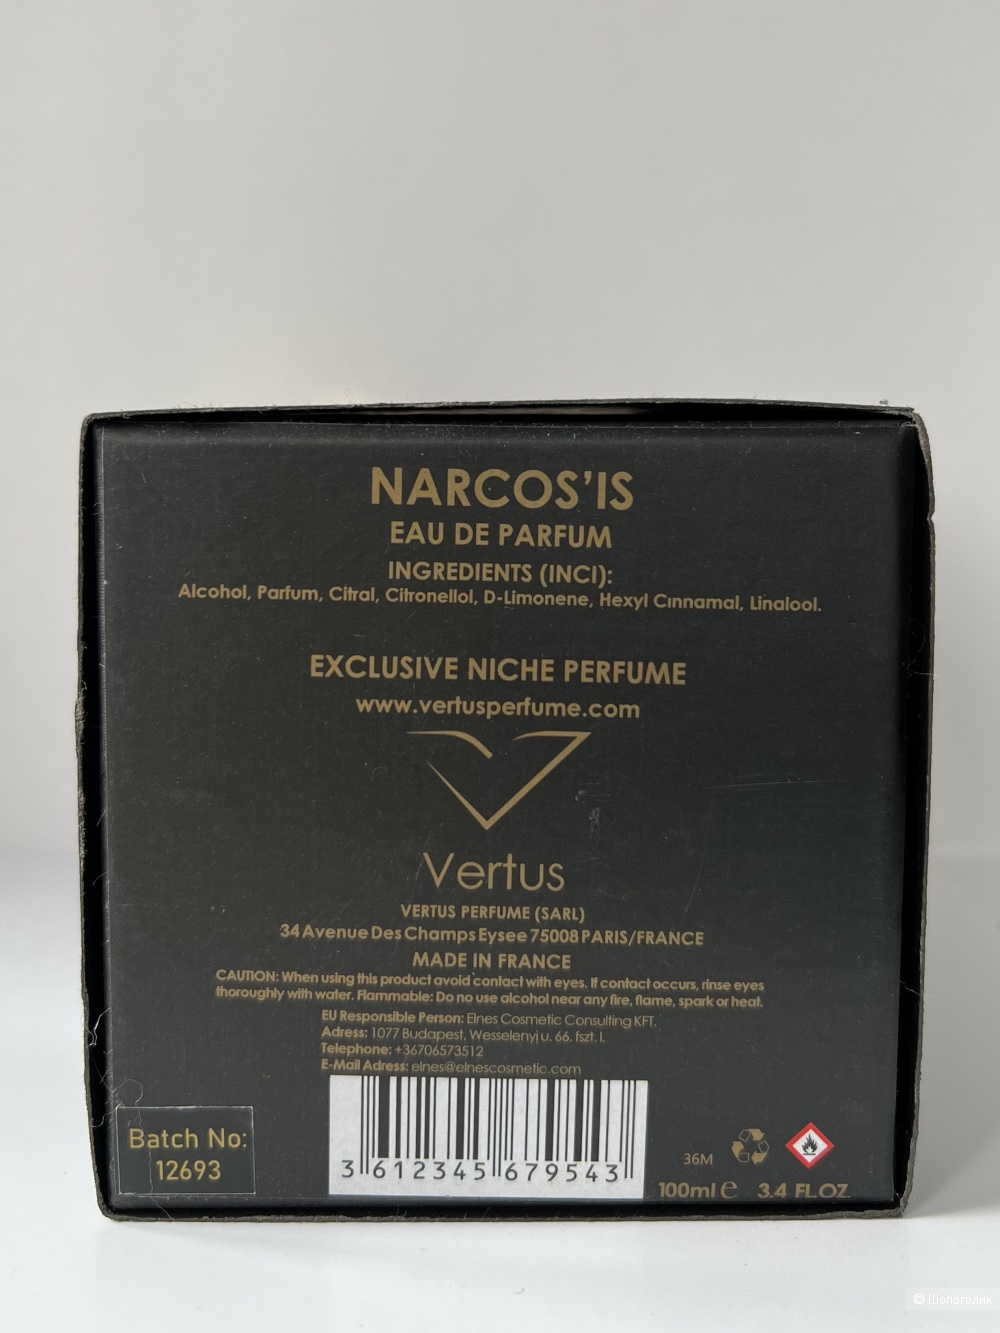 NARCOS'IS
EAU DE PARFUM
INGREDIENTS (INCI):
Alcohol, Parfum, Citral, Citronellol, D-Limonene, Hexyl Cınnamal, Linalool.
EXCLUSIVE NICHE PERFUME
www.vertusperfume.com
Vertus
VERTUS PERFUME (SARL)
34 Avenue Des Champs Eysee 75008 PARIS/FRANCE
MADE IN FRANCE
CAUTION: When using this product avoid contact with eyes. If contact occurs, rinse eyes
thoroughly with water. Flammable: Do no use alcohol near any fire, flame, spark or heat.
EU Responsible Person: Elnes Cosmetic Consulting KFT.
Adress: 1077 Budapest, Wesselenyi u. 66. fszt. I.
Telephone: +36706573512
E-Mail Adress: elnes@elnescosmetic.com
Batch No:
12693
3 612345 679543
36M
100ml e 3.4 FL.OZ.
© Шопоголик